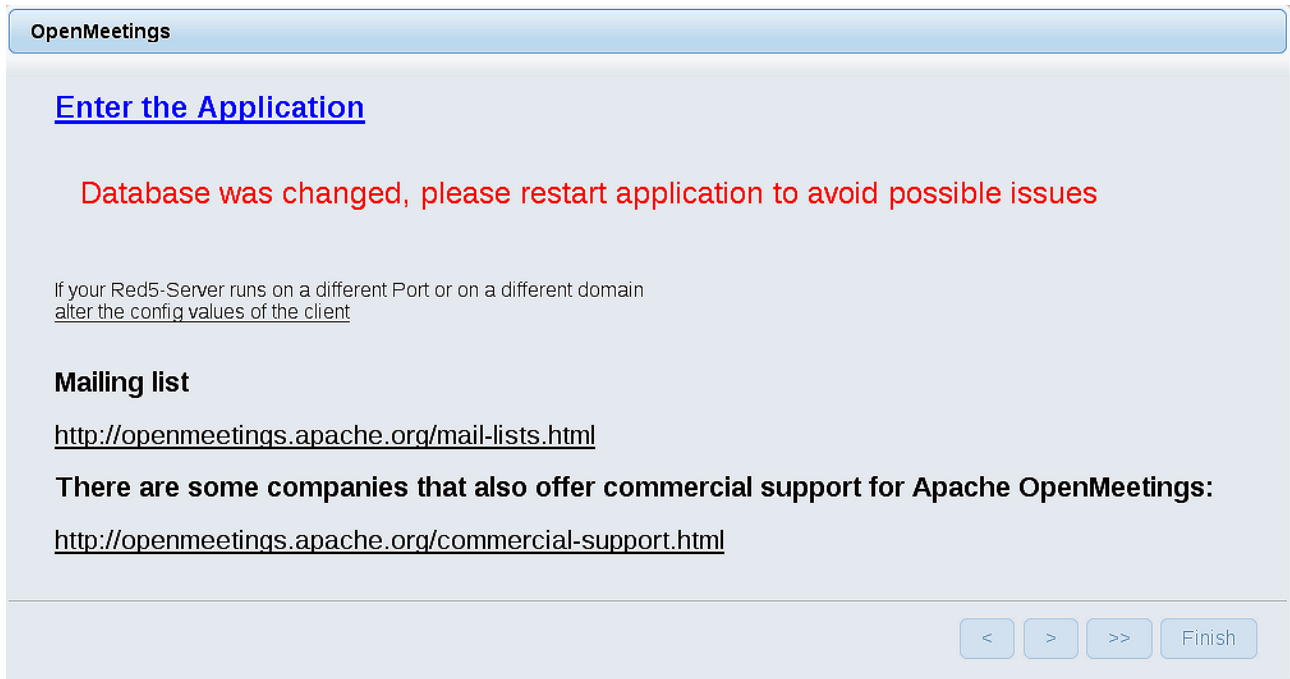 OpenMeetings
Enter the Application
Database was changed, please restart application to avoid possible issues
If your Red5-Server runs on a different Port or on a different domain
alter the config values of the client
Mailing list
http://openmeetings.apache.org/mail-lists.html
There are some companies that also offer commercial support for Apache OpenMeetings:
http://openmeetings.apache.org/commercial-support.html
< > >> Finish